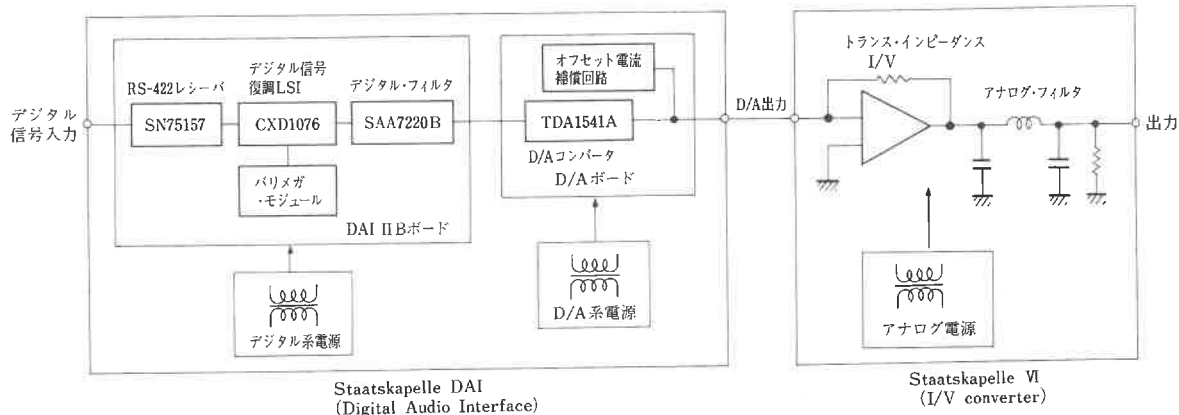 デジタル
信号入力
RS-422レシーバ
SN75157
デジタル信号
復調LSI
CXD1076
バリメガ
・モジュール
デジタル・フィルタ
SAA7220B
DAI IIBボード
デジタル系電源
オフセット電流
補償回路
TDA1541A
D/Aコンバータ
D/Aボード
D/A系電源
Staatskapelle DAI
(Digital Audio Interface)
D/A出力
トランス・インピーダンス
I/V
アナログ・フィルタ
アナログ電源
出力
Staatskapelle VI
(I/V converter)